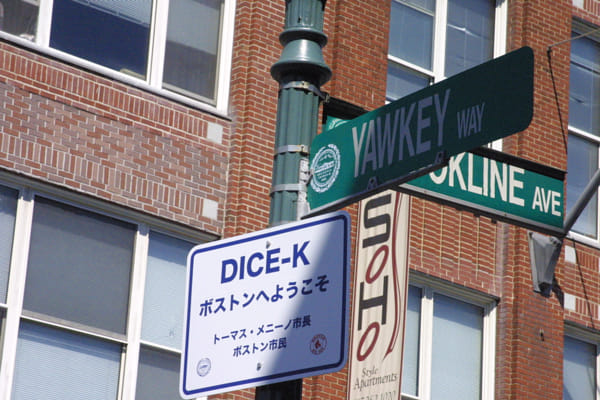 YAWKEY WAY
OKLINE AVE
DICE-K
ボストンへようこそ
トーマス・メニーノ市長
ボストン市民
SOHO
Style
Apartments